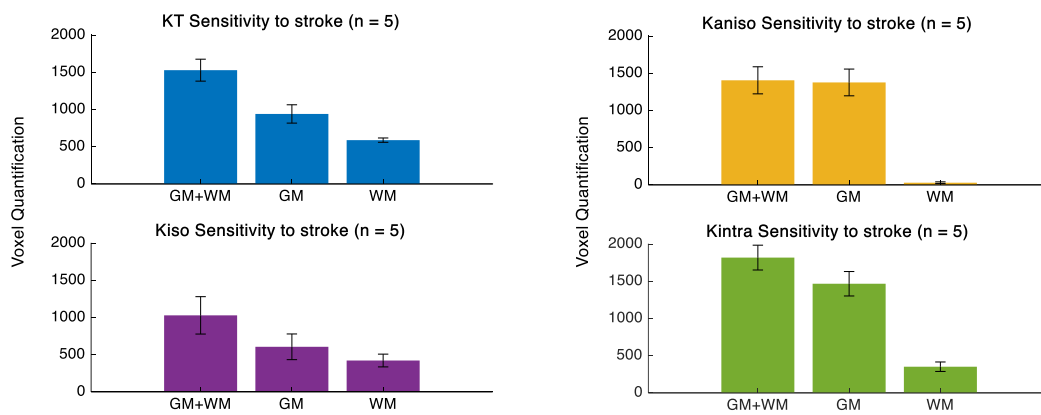 KT Sensitivity to stroke (n = 5)
Voxel Quantification
2000
1500
1000
500
0
GM+WM GM WM
Kaniso Sensitivity to stroke (n = 5)
Voxel Quantification
2000
1500
1000
500
0
GM+WM GM WM
Kiso Sensitivity to stroke (n = 5)
2000
1000
500
0
GM+WM GM WM
Kintra Sensitivity to stroke (n = 5)
2000
1500
1000
500
0
GM+WM GM WM